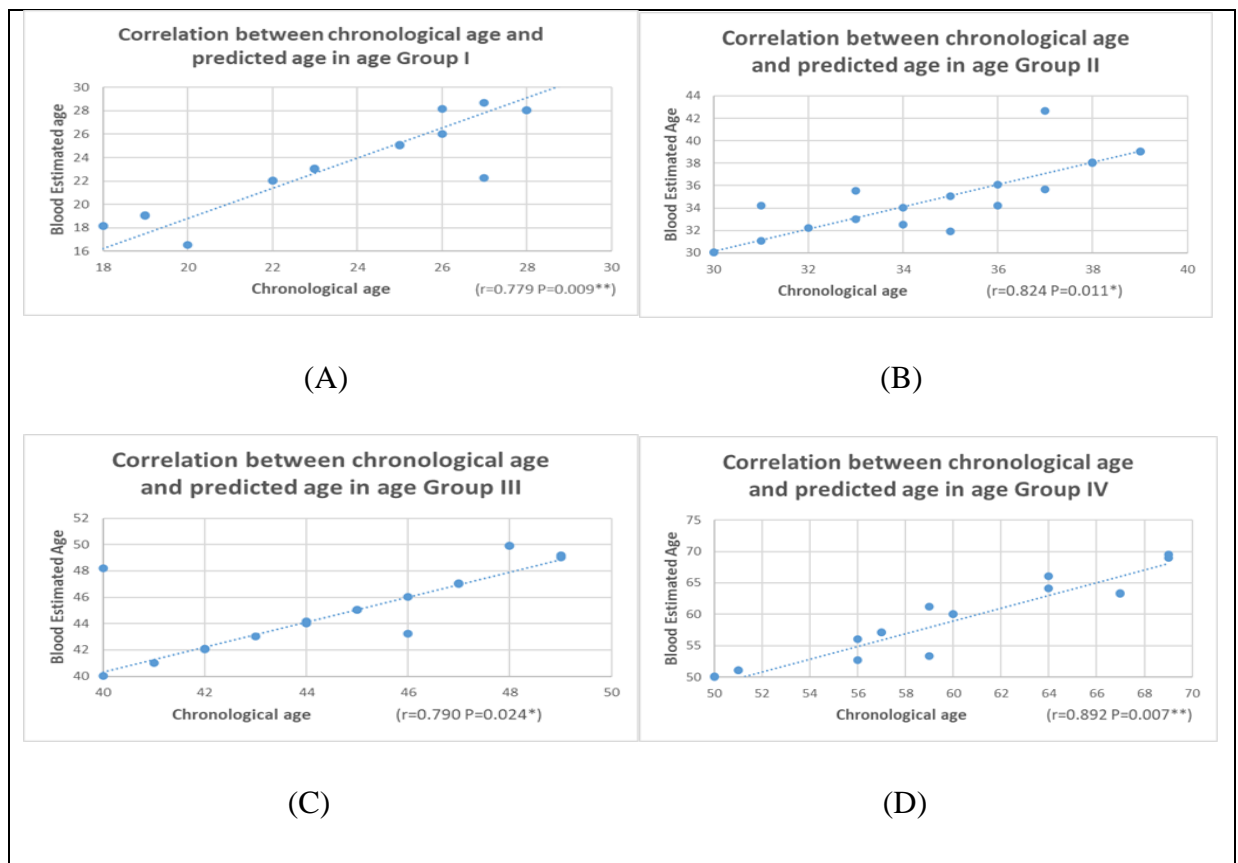 Correlation between chronological age and
predicted age in age Group I
Blood Estimated age
30
28
26
24
22
20
18
16
18
20
22
24
26
28
30
Chronological age
(r=0.779 P=0.009**)
(A)
Correlation between chronological age
and predicted age in age Group II
Blood Estimated Age
44
42
40
38
36
34
32
30
30
32
34
36
38
40
Chronological age
(r=0.824 P=0.011*)
(B)
Correlation between chronological age
and predicted age in age Group III
Blood Estimated Age
52
50
48
46
44
42
40
40
42
44
46
48
50
Chronological age
(r=0.790 P=0.024*)
(C)
Correlation between chronological age
and predicted age in age Group IV
Blood Estimated Age
75
70
65
60
55
50
50
52
54
56
58
60
62
64
66
68
70
Chronological age
(r=0.892 P=0.007**)
(D)